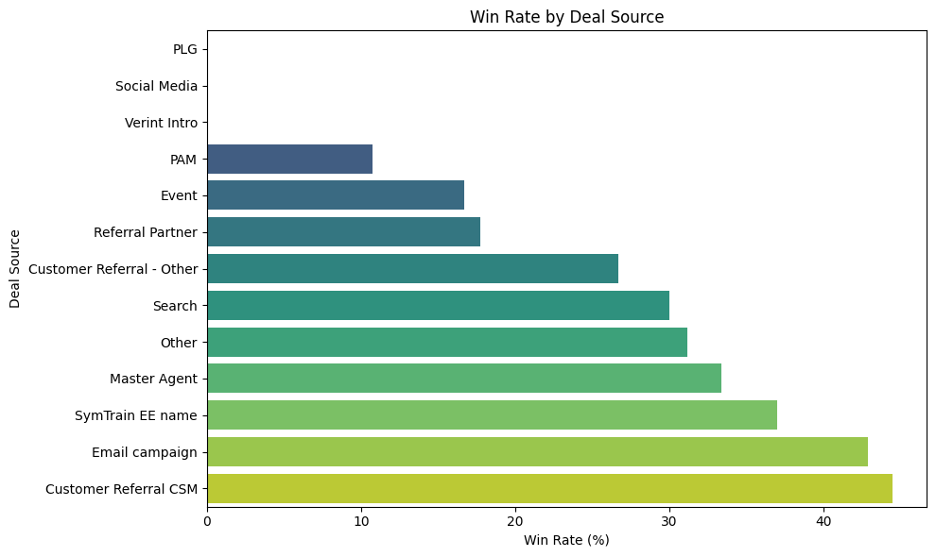 Win Rate by Deal Source
PLG
Social Media
Verint Intro
PAM
Event
Referral Partner
Customer Referral - Other
Search
Other
Master Agent
SymTrain EE name
Email campaign
Customer Referral CSM
Deal Source
0 10 20 30 40
Win Rate (%)